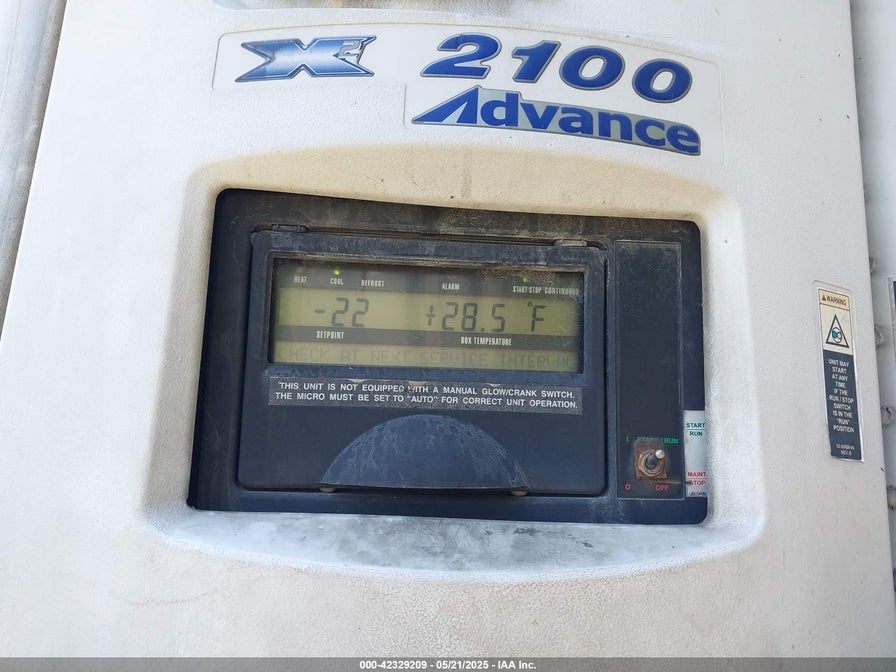 X2 2100
Advance
HEAT COOL DEFROST ALARM START-STOP CONTINUOUS
-22 +28.5 °F
SETPOINT BOX TEMPERATURE
CHECK AT NEXT SERVICE INTERVAL
THIS UNIT IS NOT EQUIPPED WITH A MANUAL GLOW/CRANK SWITCH.
THE MICRO MUST BE SET TO "AUTO" FOR CORRECT UNIT OPERATION.
I START/RUN
O OFF
START
RUN
MAINT
STOP
WARNING
UNIT MAY
START
AT ANY
TIME
IF THE
RUN / STOP
SWITCH
IS IN THE
"RUN"
POSITION
REV D
000-42329209 - 05/21/2025 - IAA Inc.